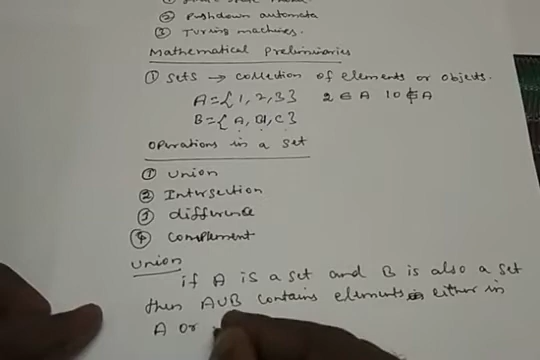 ② Pushdown automata
③ Turing machines.
Mathematical Preliminaries
① Sets → collection of elements or objects.
A={1,2,3} 2 ∈ A 10 ∉ A
B={A, B, C}
Operations in a set
① Union
② Intersection
③ difference
④ Complement
Union
if A is a set and B is also a set
then A∪B contains elements either in
A or